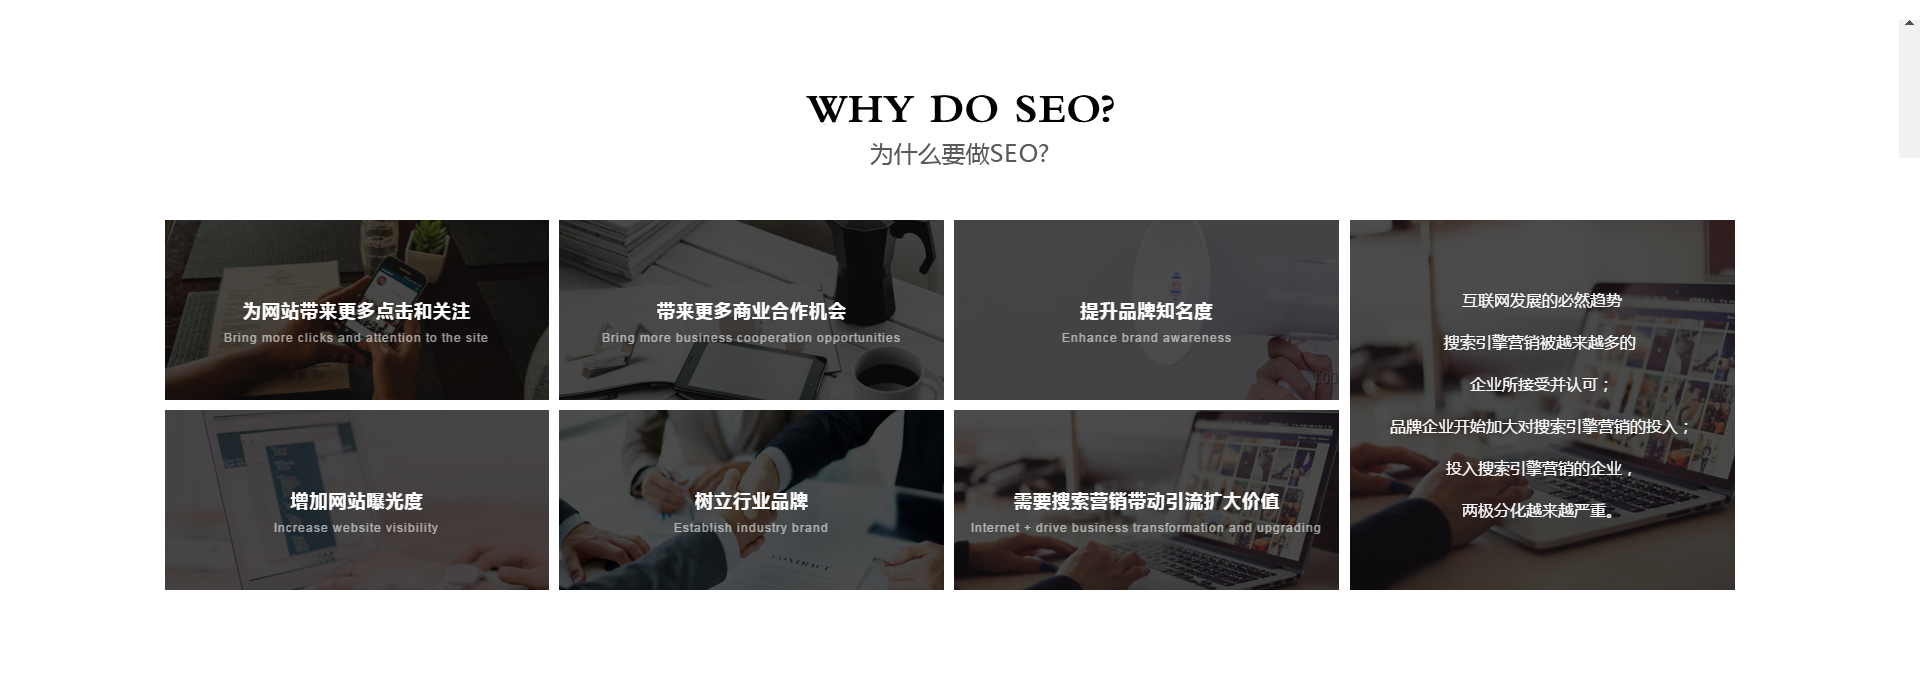 WHY DO SEO?
为什么要做SEO?
为网站带来更多点击和关注
Bring more clicks and attention to the site
带来更多商业合作机会
Bring more business cooperation opportunities
提升品牌知名度
Enhance brand awareness
增加网站曝光度
Increase website visibility
树立行业品牌
Establish industry brand
CONTRACT
需要搜索营销带动引流扩大价值
Internet + drive business transformation and upgrading
互联网发展的必然趋势
搜索引擎营销被越来越多的
企业所接受并认可；
品牌企业开始加大对搜索引擎营销的投入；
投入搜索引擎营销的企业，
两极分化越来越严重。